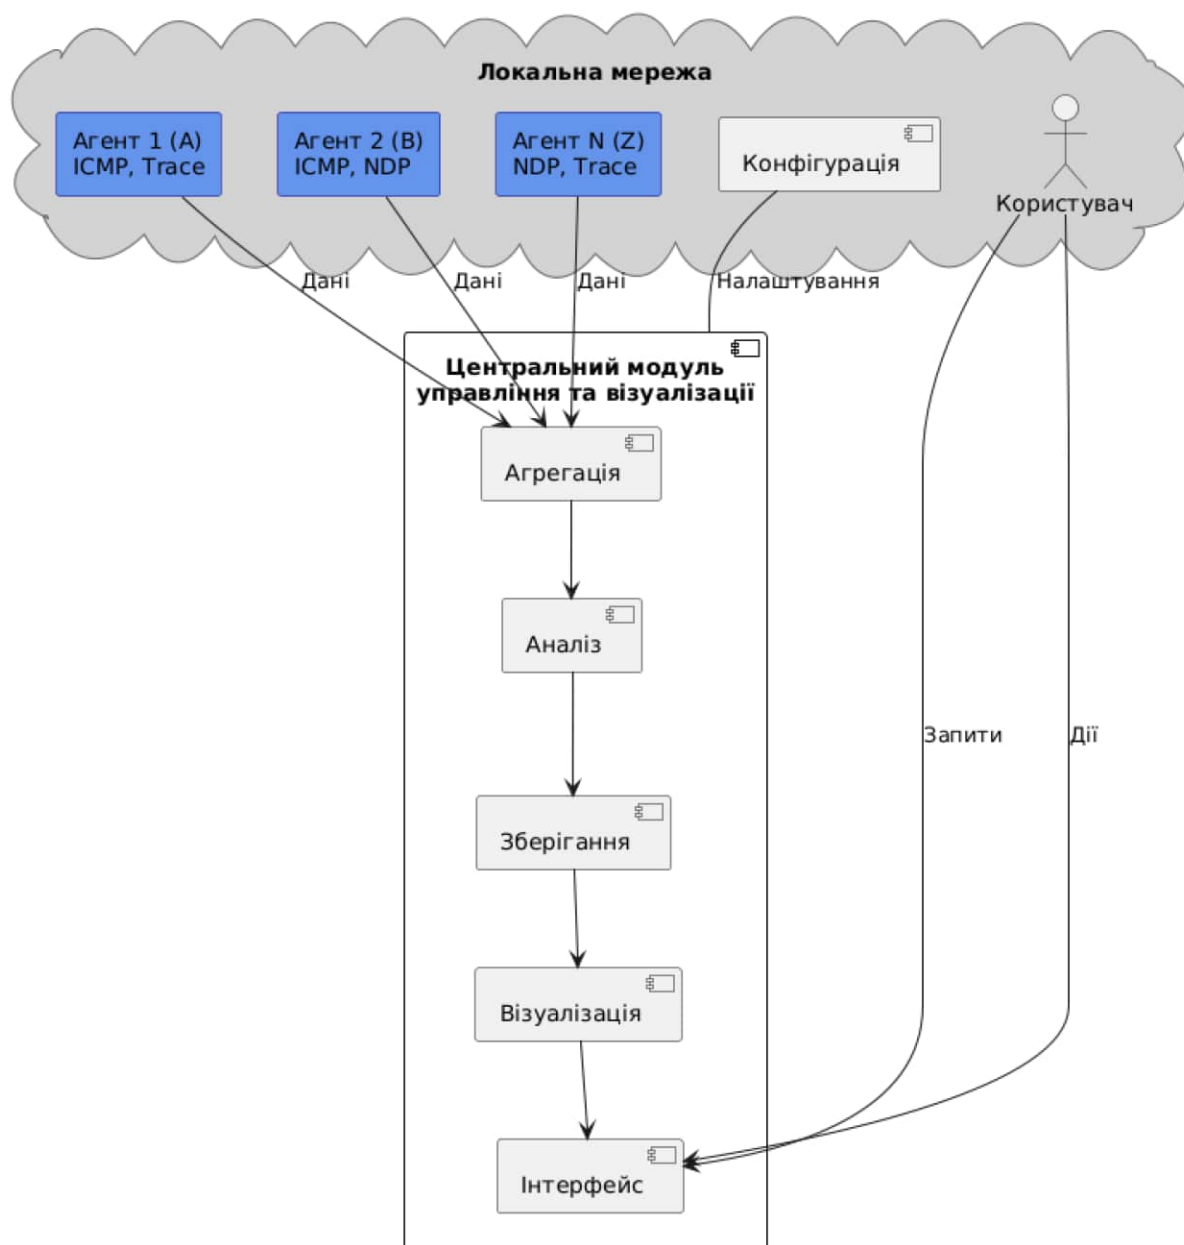 Локальна мережа
Агент 1 (A)
ICMP, Trace
Агент 2 (B)
ICMP, NDP
Агент N (Z)
NDP, Trace
Конфігурація
Користувач
Дані
Дані
Дані
Налаштування
Центральний модуль
управління та візуалізації
Агрегація
Аналіз
Запити
Дії
Зберігання
Візуалізація
Інтерфейс